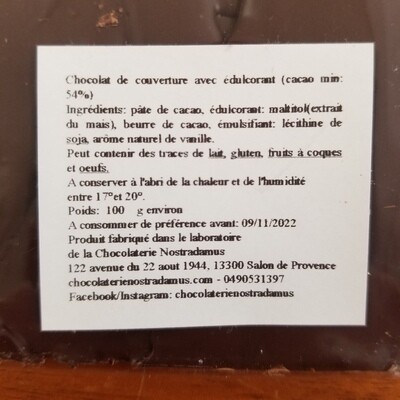 Chocolat de couverture avec édulcorant (cacao min:
54%)
Ingrédients: pâte de cacao, édulcorant: maltitol(extrait
du maïs), beurre de cacao, émulsifiant: lécithine de
soja, arôme naturel de vanille.
Peut contenir des traces de lait, gluten, fruits à coques
et oeufs.
A conserver à l'abri de la chaleur et de l'humidité
entre 17°et 20°.
Poids: 100 g environ
A consommer de préférence avant: 09/11/2022
Produit fabriqué dans le laboratoire
de la Chocolaterie Nostradamus
122 avenue du 22 aout 1944, 13300 Salon de Provence
chocolaterienostradamus.com - 0490531397
Facebook/Instagram: chocolaterienostradamus